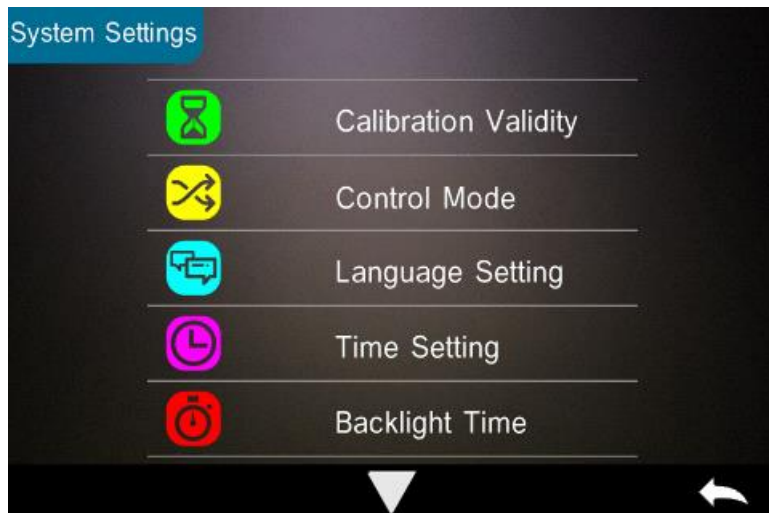 System Settings
Calibration Validity
Control Mode
Language Setting
Time Setting
Backlight Time